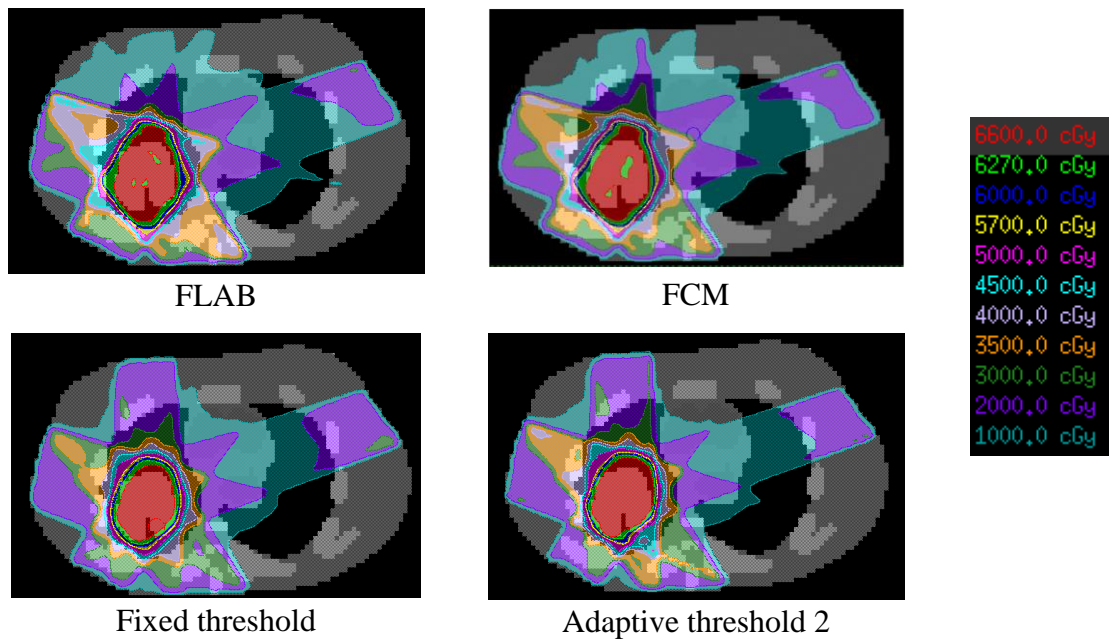 FLAB
FCM
6600.0 cGy
6270.0 cGy
6000.0 cGy
5700.0 cGy
5000.0 cGy
4500.0 cGy
4000.0 cGy
3500.0 cGy
3000.0 cGy
2000.0 cGy
1000.0 cGy
Fixed threshold
Adaptive threshold 2